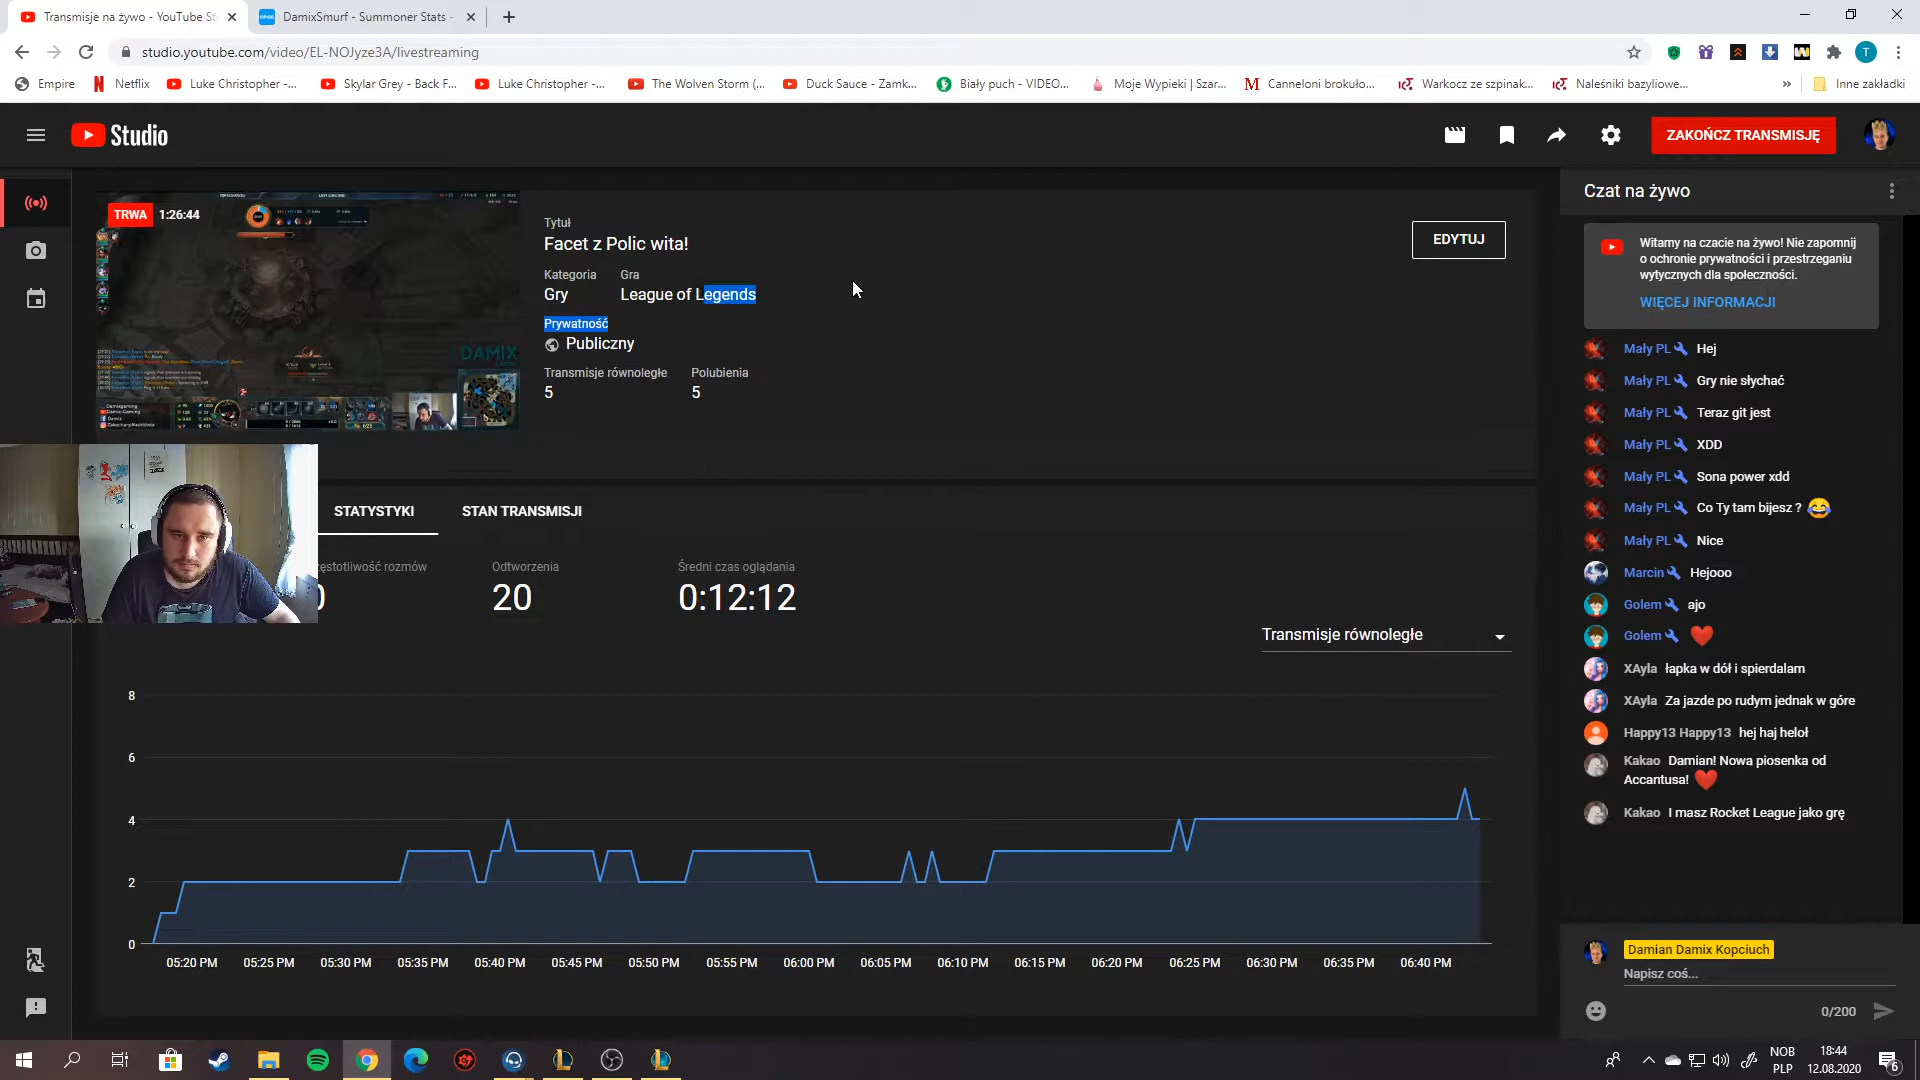 Transmisje na żywo - YouTube St
DamixSmurf - Summoner Stats -
studio.youtube.com/video/EL-NOJyze3A/livestreaming
Empire
Netflix
Luke Christopher -...
Skylar Grey - Back F...
Luke Christopher -...
The Wolven Storm (...
Duck Sauce - Zamk...
Biały puch - VIDEO...
Moje Wypieki | Szar...
Canneloni brokuło...
Warkocz ze szpinak...
Naleśniki bazyliowe...
»
Inne zakładki
T
Studio
ZAKOŃCZ TRANSMISJĘ
TRWA 1:26:44
DAMIX
Tytuł
Facet z Polic wita!
Kategoria Gra
Gry League of Legends
Prywatność
Publiczny
Transmisje równoległe Polubienia
5 5
EDYTUJ
STATYSTYKI STAN TRANSMISJI
zęstotliwość rozmów Odtworzenia Średni czas oglądania
0 20 0:12:12
Transmisje równoległe
8
6
4
2
0
05:20 PM 05:25 PM 05:30 PM 05:35 PM 05:40 PM 05:45 PM 05:50 PM 05:55 PM 06:00 PM 06:05 PM 06:10 PM 06:15 PM 06:20 PM 06:25 PM 06:30 PM 06:35 PM 06:40 PM
Czat na żywo
Witamy na czacie na żywo! Nie zapomnij
o ochronie prywatności i przestrzeganiu
wytycznych dla społeczności.
WIĘCEJ INFORMACJI
Mały PL Hej
Mały PL Gry nie słychać
Mały PL Teraz git jest
Mały PL XDD
Mały PL Sona power xdd
Mały PL Co Ty tam bijesz ? 😂
Mały PL Nice
Marcin Hejooo
Golem ajo
Golem ❤️
XAyla łapka w dół i spierdalam
XAyla Za jazde po rudym jednak w góre
Happy13 Happy13 hej haj heloł
Kakao Damian! Nowa piosenka od
Accantusa! ❤️
Kakao I masz Rocket League jako grę
Damian Damix Kopciuch
Napisz coś...
0/200
NOB
PLP
18:44
12.08.2020
6